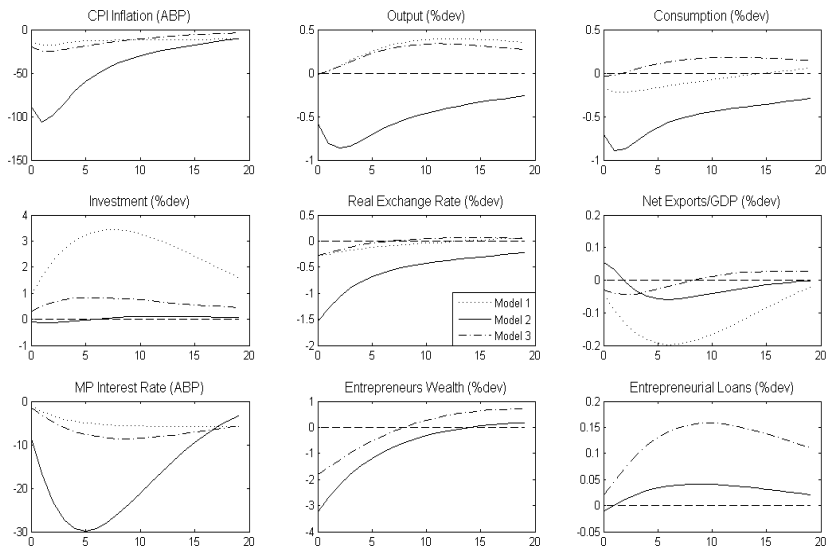 CPI Inflation (ABP)
0
-50
-100
-150
0 5 10 15 20
Output (%dev)
0.5
0
-0.5
-1
0 5 10 15 20
Consumption (%dev)
0.5
0
-0.5
-1
0 5 10 15 20
Investment (%dev)
4
3
2
1
0
-1
0 5 10 15 20
Real Exchange Rate (%dev)
0.5
0
-0.5
-1
-1.5
-2
0 5 10 15 20
Model 1
Model 2
Model 3
Net Exports/GDP (%dev)
0.2
0.1
0
-0.1
-0.2
0 5 10 15 20
MP Interest Rate (ABP)
0
-10
-20
-30
0 5 10 15 20
Entrepreneurs Wealth (%dev)
1
0
-1
-2
-3
-4
0 5 10 15 20
Entrepreneurial Loans (%dev)
0.2
0.15
0.1
0.05
0
-0.05
0 5 10 15 20